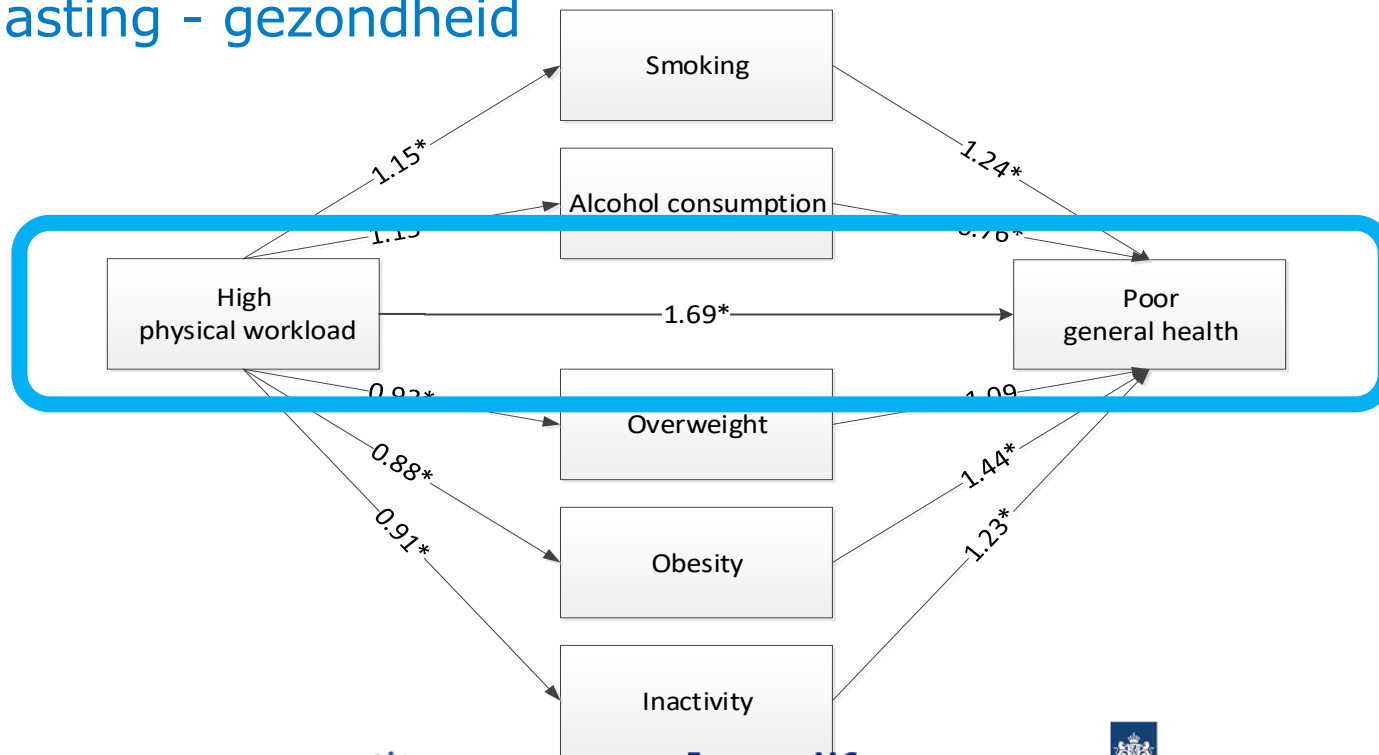 asting - gezondheid
Smoking
1.15*
1.24*
Alcohol consumption
High
physical workload
1.69*
Poor
general health
Overweight
0.88*
1.44*
0.91*
1.23*
Obesity
Inactivity